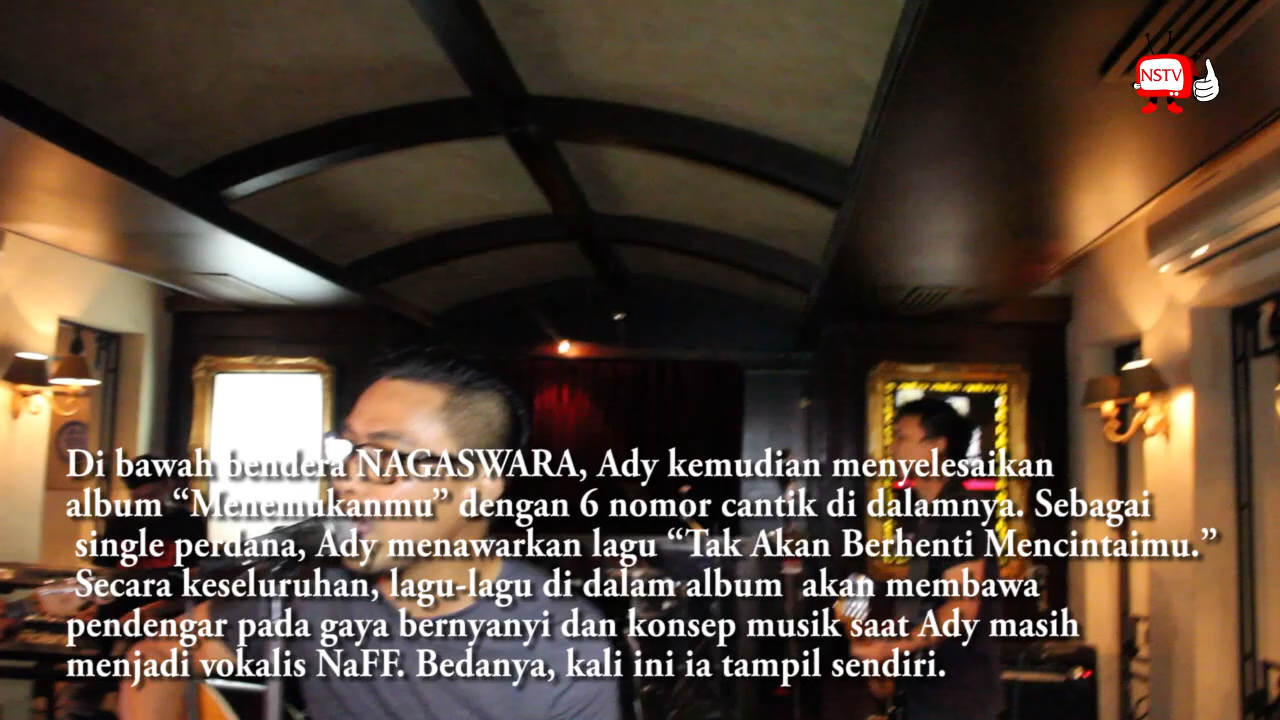 NSTV
Di bawah bendera NAGASWARA, Ady kemudian menyelesaikan
album “Menemukanmu” dengan 6 nomor cantik di dalamnya. Sebagai
single perdana, Ady menawarkan lagu “Tak Akan Berhenti Mencintaimu.”
Secara keseluruhan, lagu-lagu di dalam album akan membawa
pendengar pada gaya bernyanyi dan konsep musik saat Ady masih
menjadi vokalis NaFF. Bedanya, kali ini ia tampil sendiri.